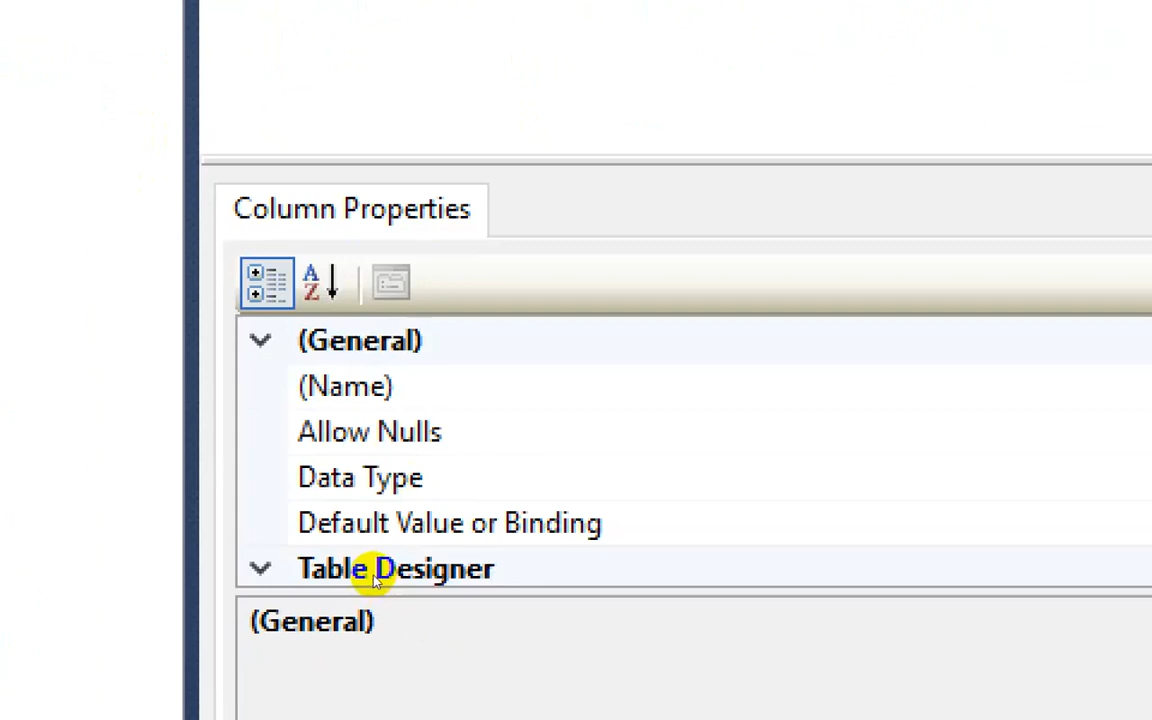 Column Properties
A
Z
(General)
(Name)
Allow Nulls
Data Type
Default Value or Binding
Table Designer
(General)